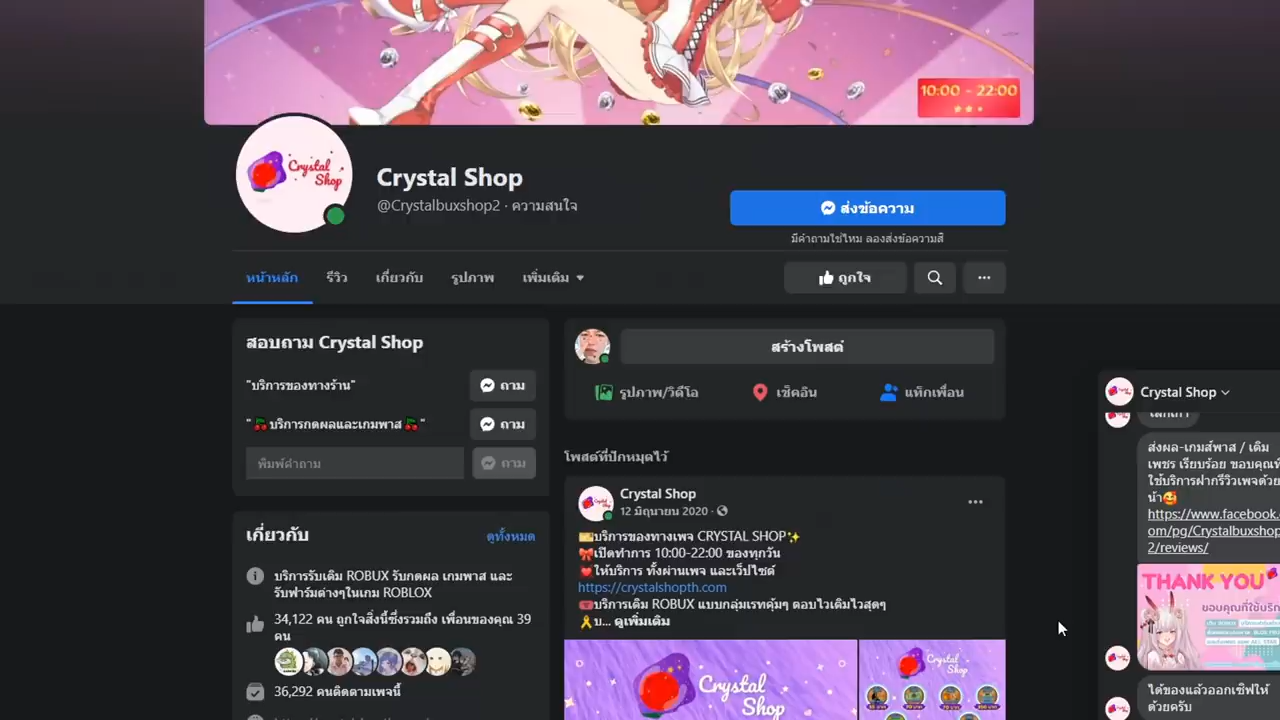 10:00 - 22:00
Crystal Shop
Crystal Shop
@Crystalbuxshop2 · ความสนใจ
ส่งข้อความ
มีคำถามใช่ไหม ลองส่งข้อความสิ
หน้าหลัก
รีวิว
เกี่ยวกับ
รูปภาพ
เพิ่มเติม
ถูกใจ
สอบถาม Crystal Shop
"บริการของทางร้าน"
ถาม
"🍒บริการกดผลและเกมพาส🍒"
ถาม
พิมพ์คำถาม
ถาม
เกี่ยวกับ
ดูทั้งหมด
บริการรับเติม ROBUX รับกดผล เกมพาส และ
รับฟาร์มต่างๆในเกม ROBLOX
34,122 คน ถูกใจสิ่งนี้ซึ่งรวมถึง เพื่อนของคุณ 39
คน
36,292 คนติดตามเพจนี้
สร้างโพสต์
รูปภาพ/วิดีโอ
เช็คอิน
แท็กเพื่อน
โพสต์ที่ปักหมุดไว้
Crystal Shop
12 มิถุนายน 2020 ·
🎫บริการของทางเพจ CRYSTAL SHOP✨
🎀เปิดทำการ 10:00-22:00 ของทุกวัน
❤️ให้บริการ ทั้งผ่านเพจ และเว็ปไซต์
https://crystalshopth.com
🎟️บริการเติม ROBUX แบบกลุ่มเรทคุ้มๆ ตอบไวเติมไวสุดๆ
🎗️บ... ดูเพิ่มเติม
Crystal Shop
Crystal Shop
Crystal Shop
ส่งผล-เกมส์พาส / เติม
เพชร เรียบร้อย ขอบคุณที่
ใช้บริการฝากรีวิวเพจด้วย
น้า🥰
https://www.facebook.c
om/pg/Crystalbuxshop
2/reviews/
THANK YOU
ขอบคุณที่ใช้บริก
ได้ของแล้วออกเซิฟให้
ด้วยครับ